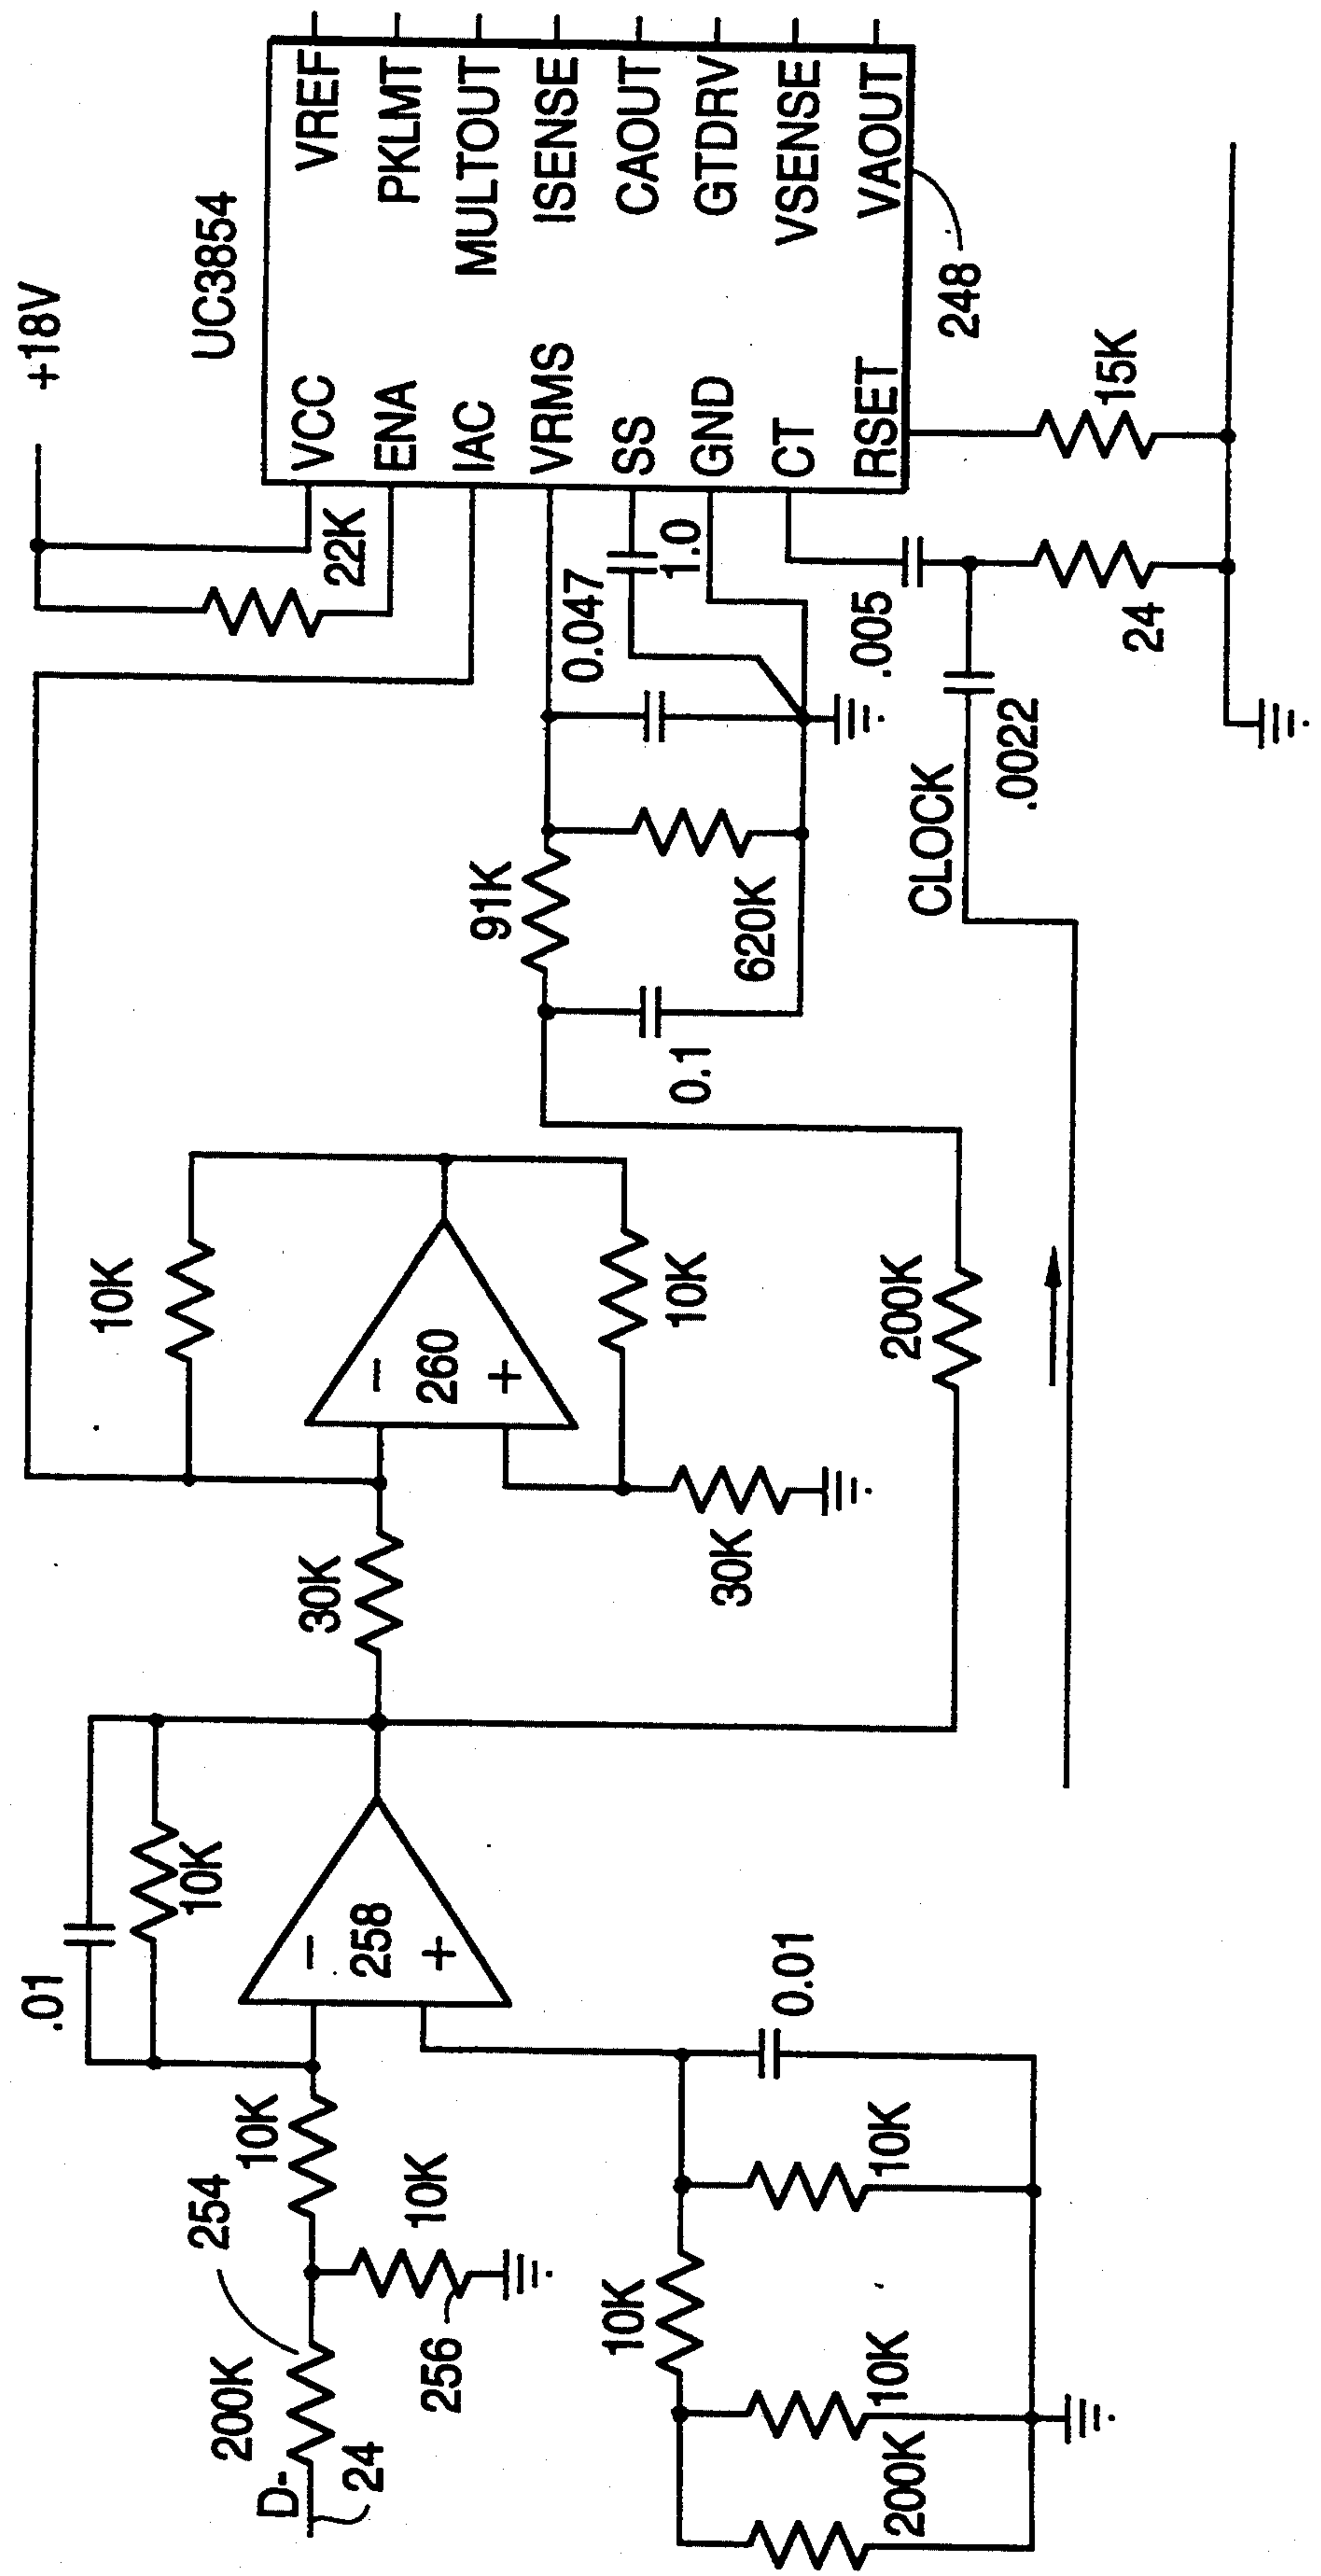 +18V
UC3854
VCC
ENA
IAC
VRMS
SS
GND
CT
RSET
VREF
PKLMT
MULTOUT
ISENSE
CAOUT
GTDRV
VSENSE
VAOUT
248
22K
0.047
1.0
.005
15K
24
.0022
CLOCK
91K
620K
0.1
10K
260
−
+
10K
30K
30K
200K
.01
10K
258
−
+
0.01
D-
24
200K
254
10K
10K
256
10K
10K
10K
200K